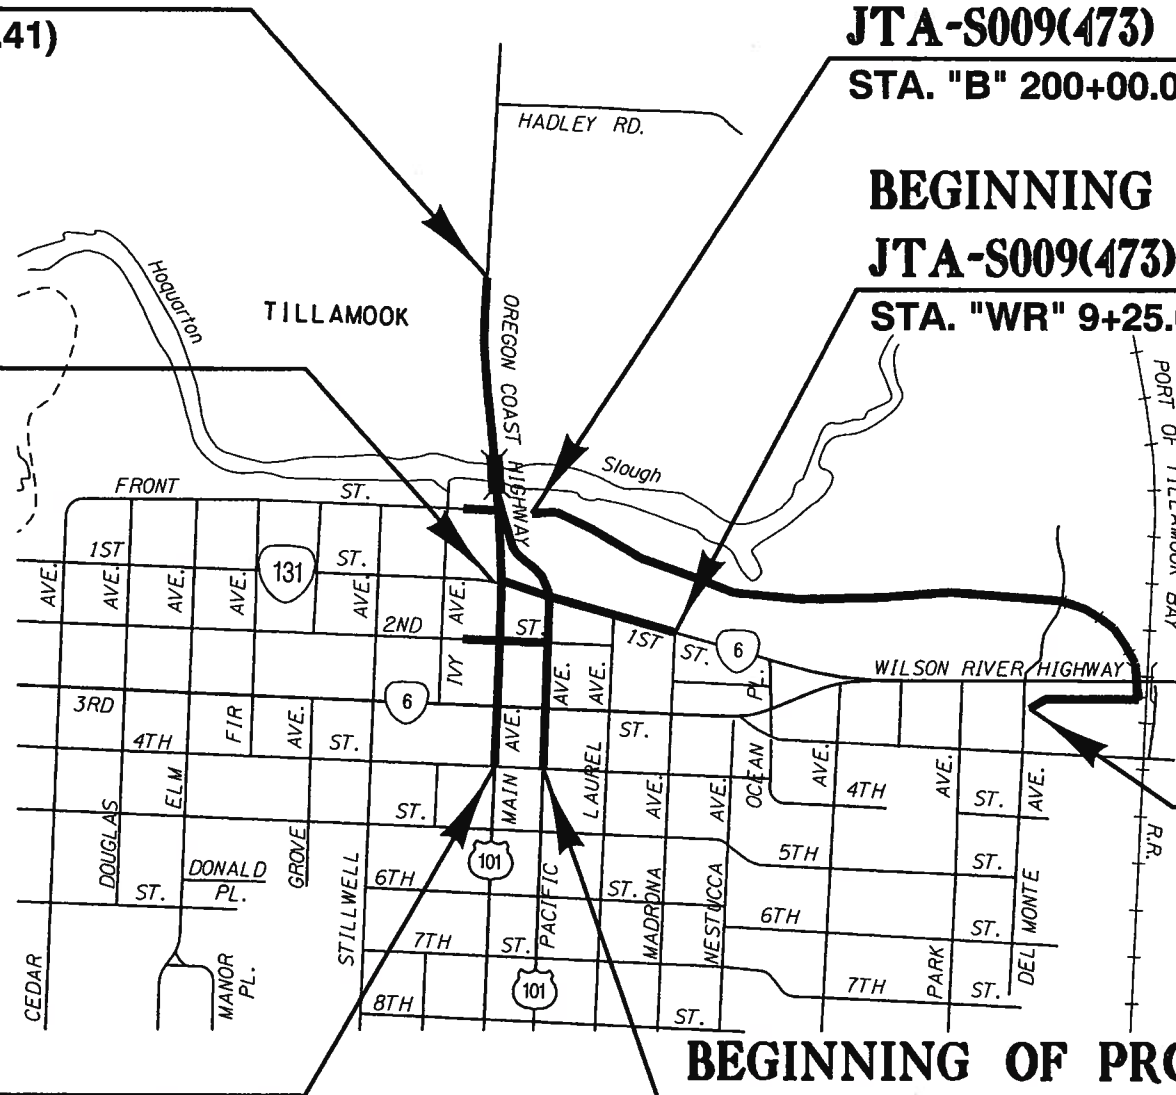 .41)
JTA-S009(473)
STA. "B" 200+00.0
HADLEY RD.
BEGINNING
JTA-S009(473)
STA. "WR" 9+25.
Hoquarton
TILLAMOOK
OREGON COAST HIGHWAY
PORT OF TILLAMOOK BAY
Slough
FRONT ST.
1ST ST.
131
AVE.
AVE.
AVE.
AVE.
AVE.
AVE.
2ND ST.
1ST ST.
6
WILSON RIVER HIGHWAY
IVY
AVE.
AVE.
PL.
3RD ST.
6
FIR
AVE.
AVE.
4TH ST.
ELM
MAIN
LAUREL
AVE.
AVE.
OCEAN
AVE.
4TH ST.
AVE.
AVE.
DOUGLAS
ST.
GROVE
101
5TH ST.
R.R.
DONALD PL.
ST.
STILLWELL
6TH ST.
PACIFIC
MADRONA
NESTUCCA
6TH ST.
DEL MONTE
7TH ST.
CEDAR
MANOR PL.
101
7TH ST.
PARK
8TH ST.
BEGINNING OF PRO